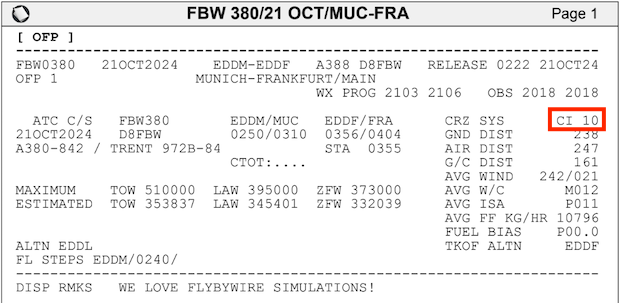 FBW 380/21 OCT/MUC-FRA Page 1
[ OFP ]
FBW0380 21OCT2024 EDDM-EDDF A388 D8FBW RELEASE 0222 21OCT24
OFP 1 MUNICH-FRANKFURT/MAIN
WX PROG 2103 2106 OBS 2018 2018
ATC C/S FBW380 EDDM/MUC EDDF/FRA CRZ SYS CI 10
21OCT2024 D8FBW 0250/0310 0356/0404 GND DIST 238
A380-842 / TRENT 972B-84 STA 0355 AIR DIST 247
CTOT:.... G/C DIST 161
AVG WIND 242/021
MAXIMUM TOW 510000 LAW 395000 ZFW 373000 AVG W/C M012
ESTIMATED TOW 353837 LAW 345401 ZFW 332039 AVG ISA P011
AVG FF KG/HR 10796
FUEL BIAS P00.0
ALTN EDDL TKOF ALTN EDDF
FL STEPS EDDM/0240/
DISP RMKS WE LOVE FLYBYWIRE SIMULATIONS!